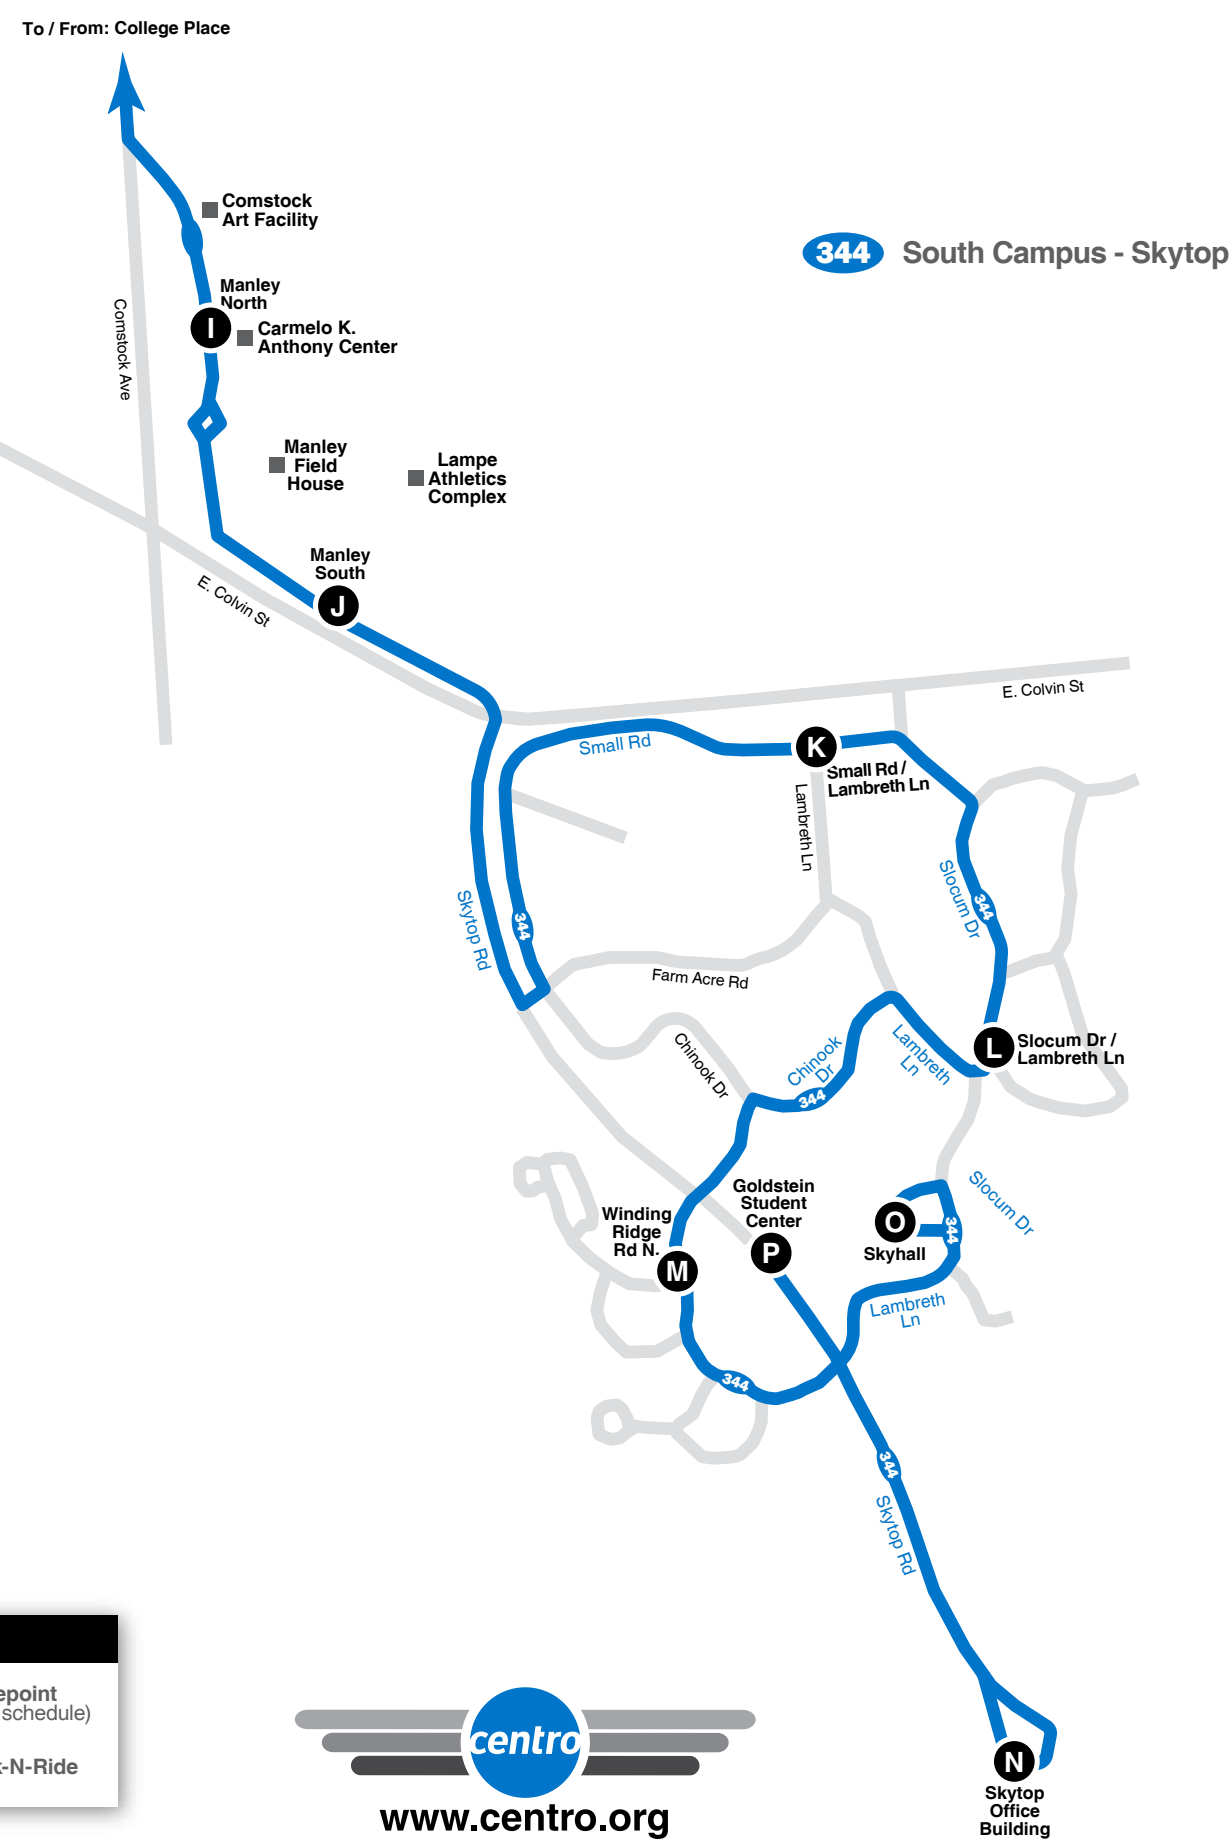 To / From: College Place
Comstock
Art Facility
344 South Campus - Skytop
Manley
North
I
Carmelo K.
Anthony Center
Comstock Ave
Manley
Field
House
Lampe
Athletics
Complex
Manley
South
J
E. Colvin St
E. Colvin St
Small Rd
K
Small Rd /
Lambreth Ln
Lambreth Ln
Slocum Dr
344
Skytop Rd
344
Farm Acre Rd
Chinook Dr
Chinook
Dr
344
Lambreth
Ln
L
Slocum Dr /
Lambreth Ln
Goldstein
Student
Center
P
Winding
Ridge
Rd N.
M
O
Skyhall
344
Slocum Dr
Lambreth
Ln
344
344
Skytop Rd
N
Skytop
Office
Building
epoint
schedule)
-N-Ride
centro
www.centro.org